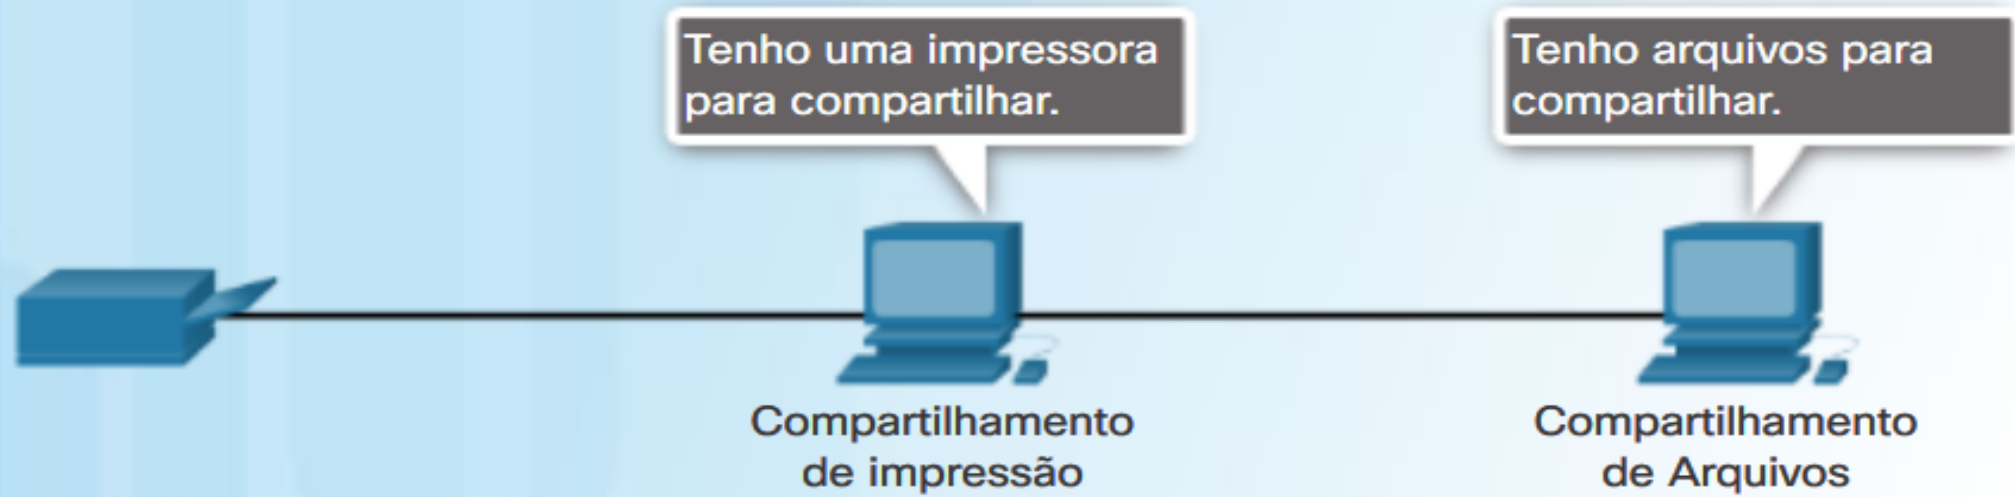 Tenho uma impressora
para compartilhar.
Tenho arquivos para
compartilhar.
Compartilhamento
de impressão
Compartilhamento
de Arquivos